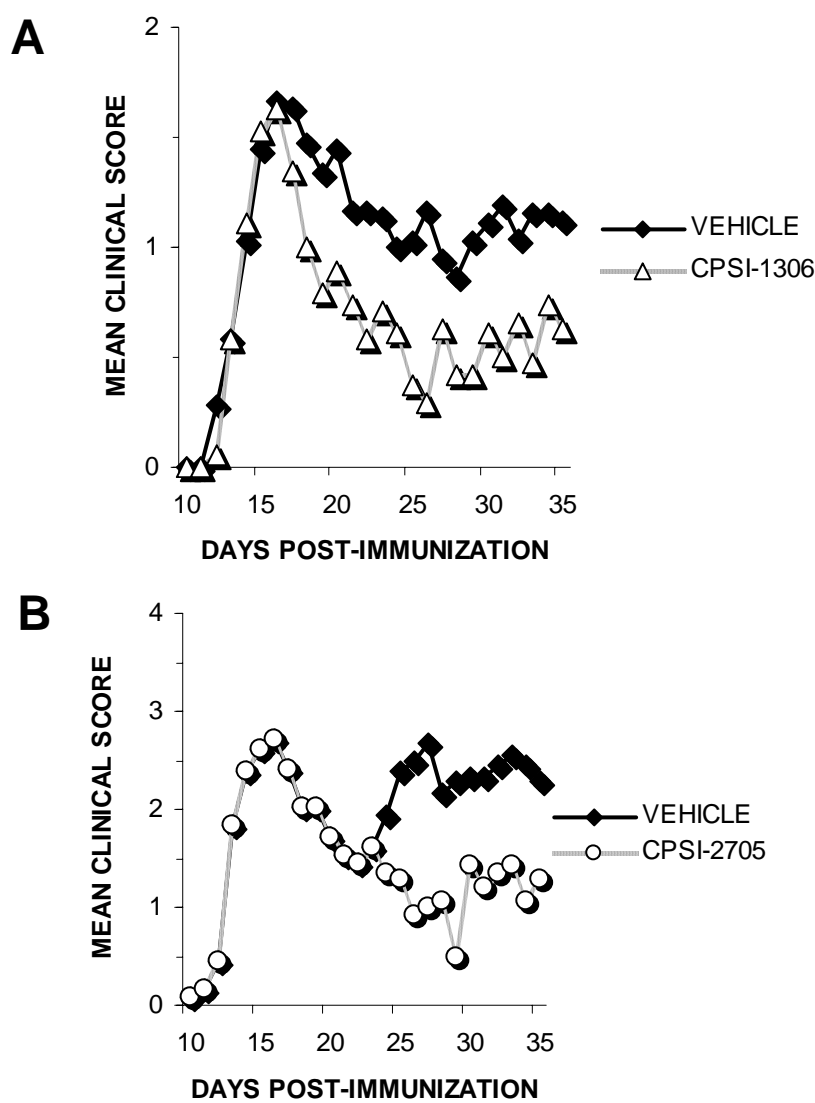 A
MEAN CLINICAL SCORE
2
1
0
10 15 20 25 30 35
DAYS POST-IMMUNIZATION
VEHICLE
CPSI-1306
B
MEAN CLINICAL SCORE
4
3
2
1
0
10 15 20 25 30 35
DAYS POST-IMMUNIZATION
VEHICLE
CPSI-2705